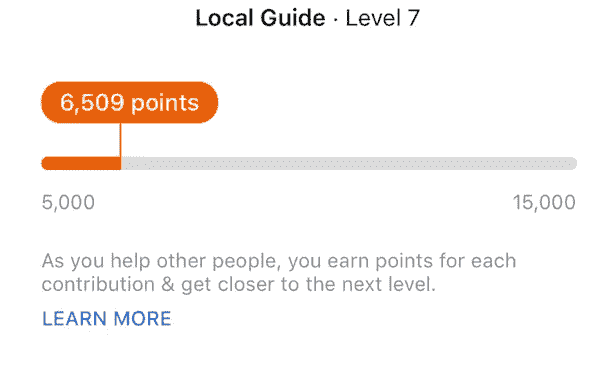 Local Guide · Level 7
6,509 points
5,000
15,000
As you help other people, you earn points for each
contribution & get closer to the next level.
LEARN MORE